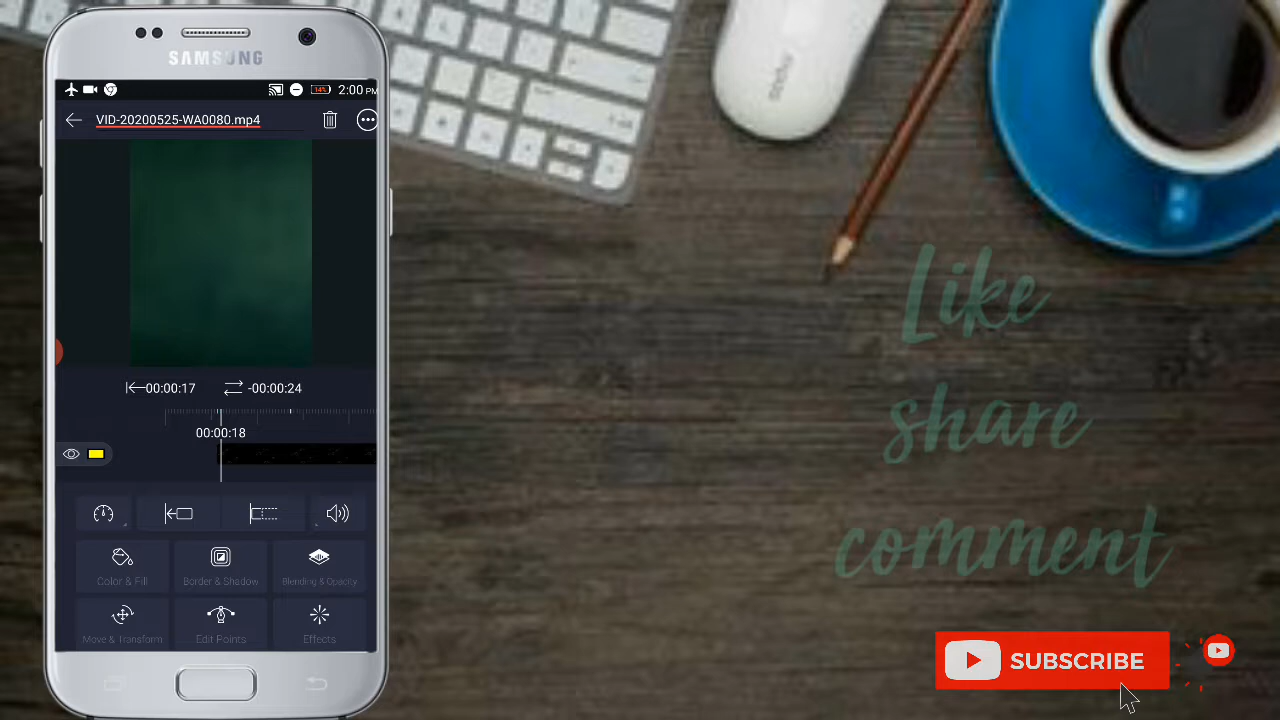 SAMSUNG
14% 2:00 PM
VID-20200525-WA0080.mp4
00:00:17 -00:00:24
00:00:18
Color & Fill Border & Shadow Blending & Opacity
Move & Transform Edit Points Effects
Like
share
comment
SUBSCRIBE